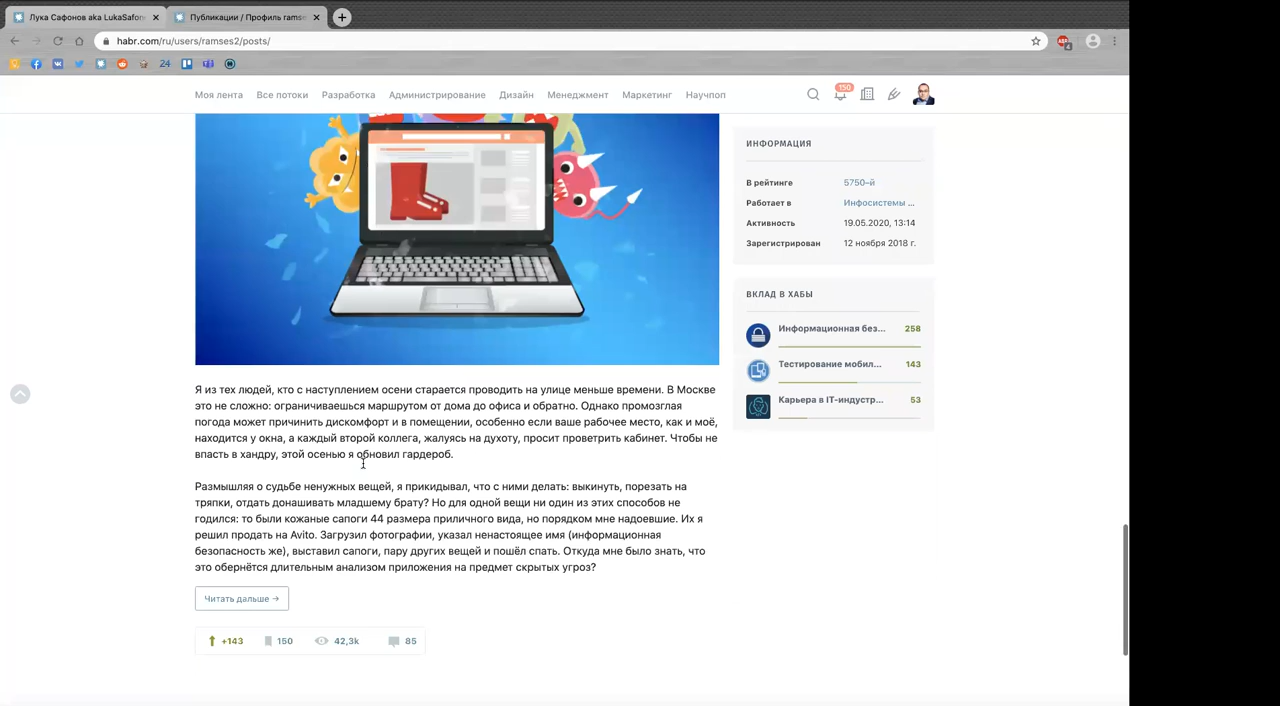 Лука Сафонов aka LukaSafon
Публикации / Профиль ramse
habr.com/ru/users/ramses2/posts/
24
Моя лента Все потоки Разработка Администрирование Дизайн Менеджмент Маркетинг Научпоп
150
ИНФОРМАЦИЯ
В рейтинге 5750-й
Работает в Инфосистемы ...
Активность 19.05.2020, 13:14
Зарегистрирован 12 ноября 2018 г.
ВКЛАД В ХАБЫ
Информационная без... 258
Тестирование мобил... 143
Карьера в IT-индустр... 53
Я из тех людей, кто с наступлением осени старается проводить на улице меньше времени. В Москве
это не сложно: ограничиваешься маршрутом от дома до офиса и обратно. Однако промозглая
погода может причинить дискомфорт и в помещении, особенно если ваше рабочее место, как и моё,
находится у окна, а каждый второй коллега, жалуясь на духоту, просит проветрить кабинет. Чтобы не
впасть в хандру, этой осенью я обновил гардероб.
Размышляя о судьбе ненужных вещей, я прикидывал, что с ними делать: выкинуть, порезать на
тряпки, отдать донашивать младшему брату? Но для одной вещи ни один из этих способов не
годился: то были кожаные сапоги 44 размера приличного вида, но порядком мне надоевшие. Их я
решил продать на Avito. Загрузил фотографии, указал ненастоящее имя (информационная
безопасность же), выставил сапоги, пару других вещей и пошёл спать. Откуда мне было знать, что
это обернётся длительным анализом приложения на предмет скрытых угроз?
Читать дальше →
+143 150 42,3k 85